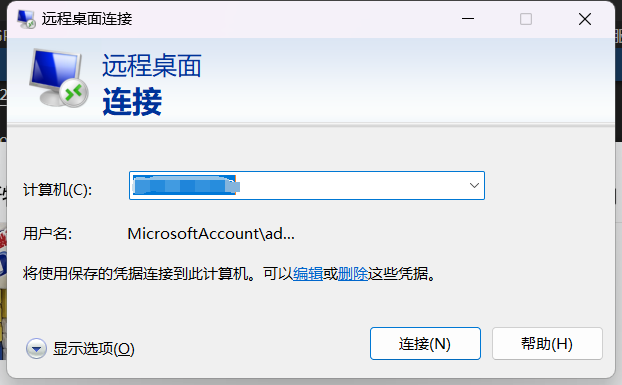 远程桌面连接
远程桌面
连接
计算机(C):
用户名: MicrosoftAccount\ad...
将使用保存的凭据连接到此计算机。可以编辑或删除这些凭据。
显示选项(O) 连接(N) 帮助(H)